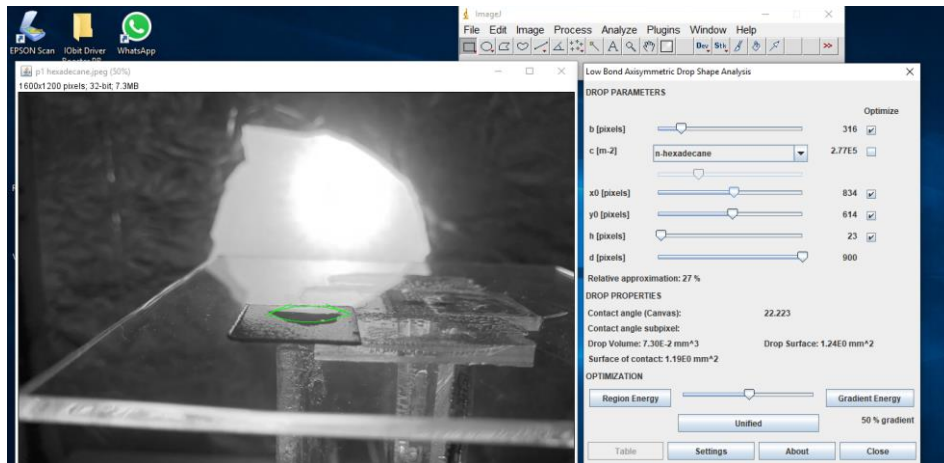 EPSON Scan IObit Driver WhatsApp
ImageJ
File Edit Image Process Analyze Plugins Window Help
A Dev Stk >>
p1 hexadecane.jpeg (50%)
1600x1200 pixels; 32-bit; 7.3MB
Low Bond Axisymmetric Drop Shape Analysis
DROP PARAMETERS
Optimize
b [pixels] 316
c [m-2] n-hexadecane 2.77E5
x0 [pixels] 834
y0 [pixels] 614
h [pixels] 23
d [pixels] 900
Relative approximation: 27 %
DROP PROPERTIES
Contact angle (Canvas): 22.223
Contact angle subpixel:
Drop Volume: 7.30E-2 mm^3 Drop Surface: 1.24E0 mm^2
Surface of contact: 1.19E0 mm^2
OPTIMIZATION
Region Energy Gradient Energy
Unified 50 % gradient
Table Settings About Close